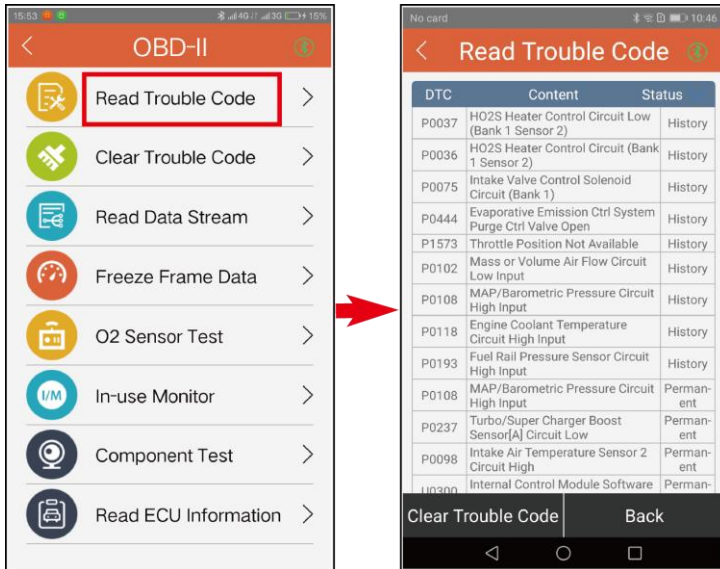 15:53
4G
3G
15%
OBD-II
Read Trouble Code
Clear Trouble Code
Read Data Stream
Freeze Frame Data
O2 Sensor Test
I/M
In-use Monitor
Component Test
Read ECU Information
No card
10:46
Read Trouble Code
DTC Content Status
P0037 HO2S Heater Control Circuit Low
(Bank 1 Sensor 2) History
P0036 HO2S Heater Control Circuit (Bank
1 Sensor 2) History
P0075 Intake Valve Control Solenoid
Circuit (Bank 1) History
P0444 Evaporative Emission Ctrl System
Purge Ctrl Valve Open History
P1573 Throttle Position Not Available History
P0102 Mass or Volume Air Flow Circuit
Low Input History
P0108 MAP/Barometric Pressure Circuit
High Input History
P0118 Engine Coolant Temperature
Circuit High Input History
P0193 Fuel Rail Pressure Sensor Circuit
High Input History
P0108 MAP/Barometric Pressure Circuit Perman-
High Input ent
P0237 Turbo/Super Charger Boost Perman-
Sensor[A] Circuit Low ent
P0098 Intake Air Temperature Sensor 2 Perman-
Circuit High ent
U0300 Internal Control Module Software Perman-
Clear Trouble Code Back